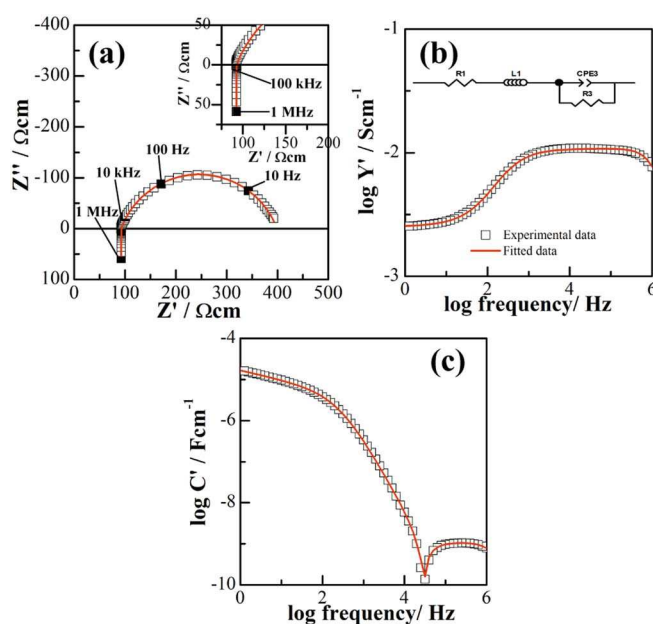 (a)
-400
-300
-200
-100
0
100
Z'' / Ωcm
0 100 200 300 400 500
Z' / Ωcm
1 MHz
10 kHz
100 Hz
10 Hz
50
0
50
Z'' / Ωcm
100 kHz
1 MHz
75 100 125 150
Z' / Ωcm
(b)
R1 L1 CPE3
R3
-1
-2
-3
log Y' / Scm-1
Experimental data
Fitted data
0 2 4 6
log frequency/ Hz
(c)
-4
-6
-8
-10
log C' / Fcm-1
0 2 4 6
log frequency/ Hz